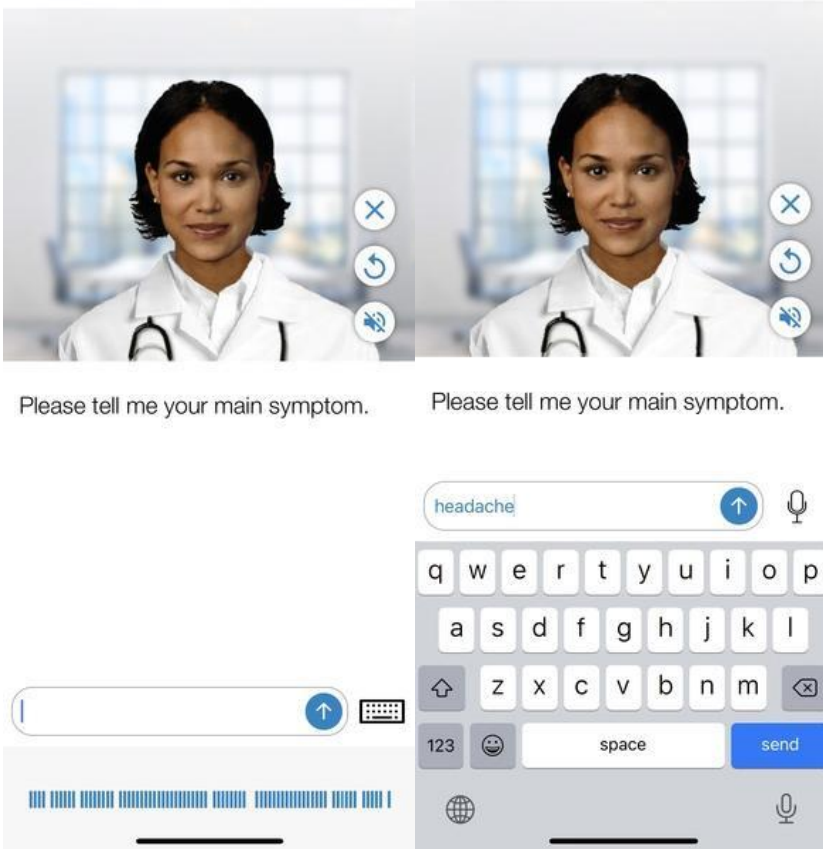 Please tell me your main symptom.
Please tell me your main symptom.
headache
q w e r t y u i o p
a s d f g h j k l
z x c v b n m
123 space send